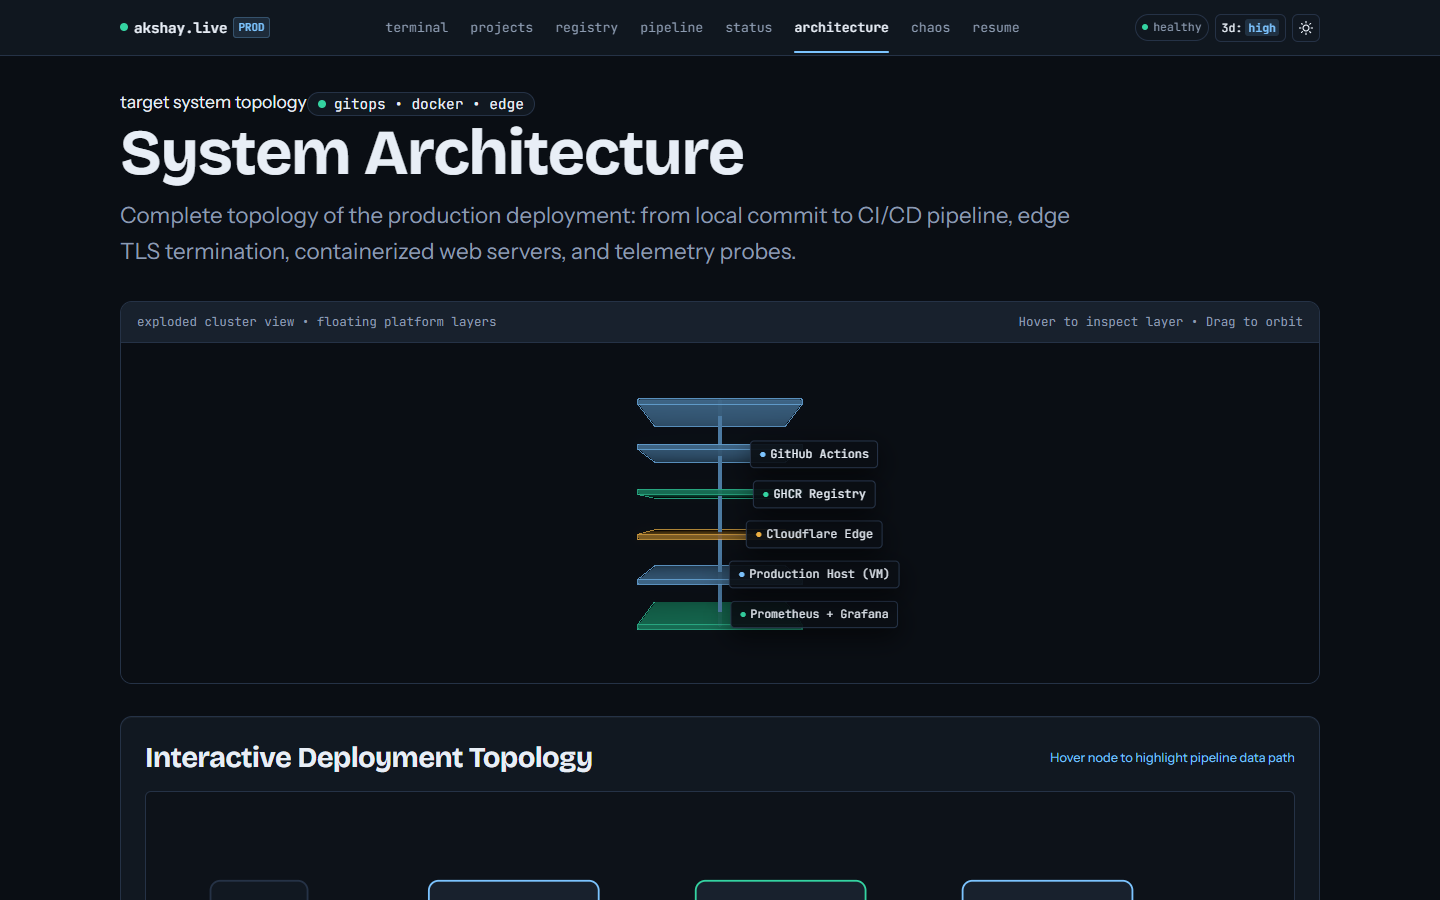 akshay.live PROD terminal projects registry pipeline status architecture chaos resume healthy 3d: high
target system topology gitops • docker • edge
System Architecture
Complete topology of the production deployment: from local commit to CI/CD pipeline, edge
TLS termination, containerized web servers, and telemetry probes.
exploded cluster view • floating platform layers Hover to inspect layer • Drag to orbit
GitHub Actions
GHCR Registry
Cloudflare Edge
Production Host (VM)
Prometheus + Grafana
Interactive Deployment Topology Hover node to highlight pipeline data path